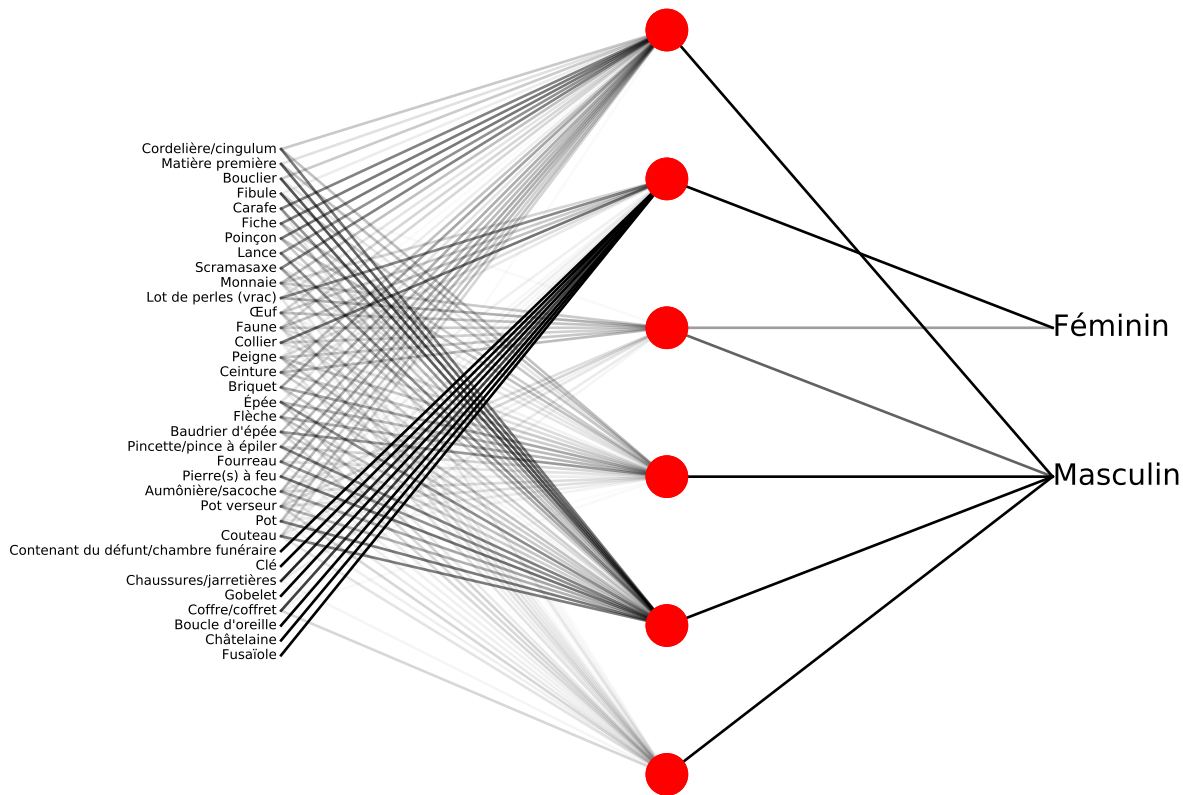 Cordelière/cingulum
Matière première
Bouclier
Fibule
Carafe
Fiche
Poinçon
Lance
Scramasaxe
Monnaie
Lot de perles (vrac)
Œuf
Faune
Collier
Peigne
Ceinture
Briquet
Épée
Flèche
Baudrier d'épée
Pincette/pince à épiler
Fourreau
Pierre(s) à feu
Aumônière/sacoche
Pot verseur
Pot
Couteau
Contenant du défunt/chambre funéraire
Clé
Chaussures/jarretières
Gobelet
Coffre/coffret
Boucle d'oreille
Châtelaine
Fusaïole
Féminin
Masculin